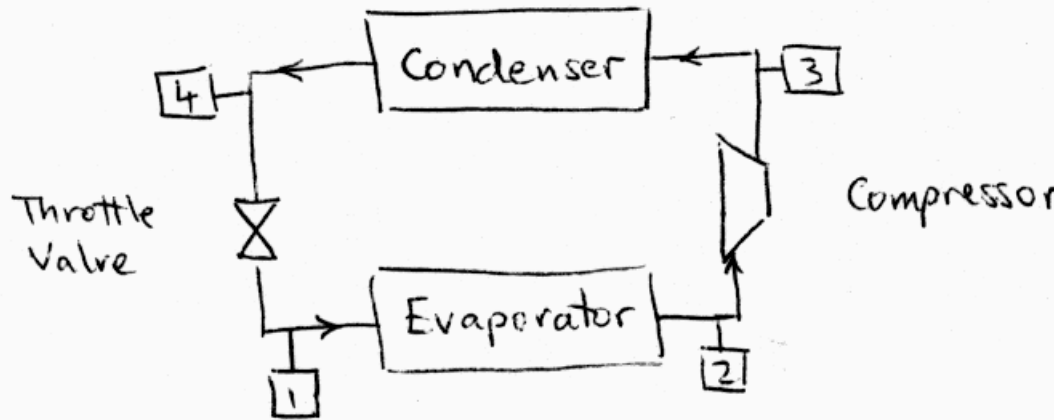 Condenser
3
4
Throttle
Valve
Compressor
Evaporator
1
2